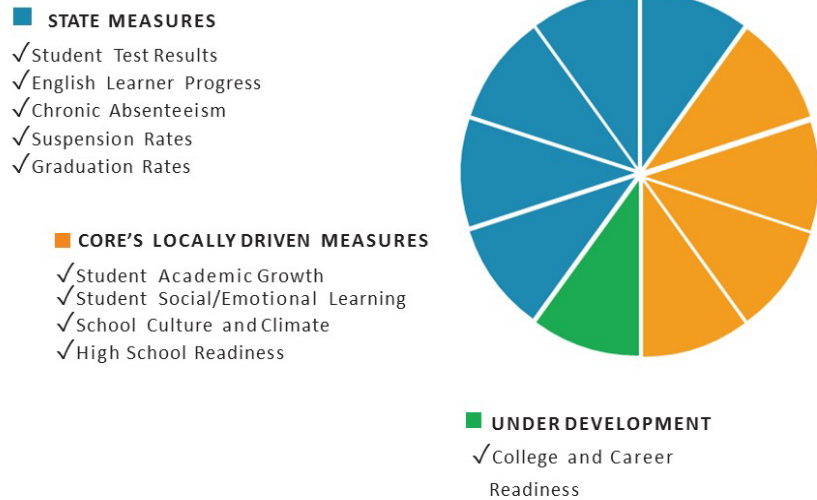 STATE MEASURES
✓Student Test Results
✓English Learner Progress
✓Chronic Absenteeism
✓Suspension Rates
✓Graduation Rates
CORE'S LOCALLY DRIVEN MEASURES
✓Student Academic Growth
✓Student Social/Emotional Learning
✓School Culture and Climate
✓High School Readiness
UNDER DEVELOPMENT
✓College and Career
Readiness